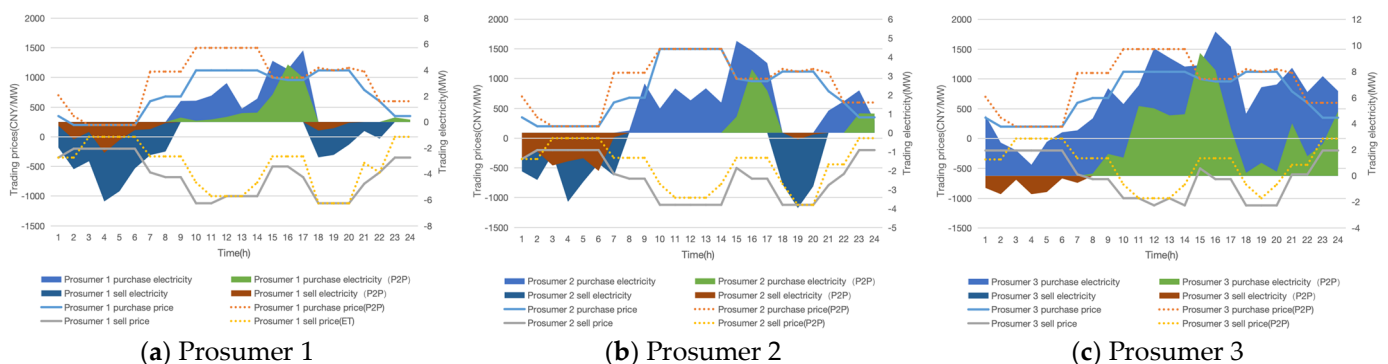 2000
1500
1000
500
0
-500
-1000
-1500
Trading prices(CNY/MW)
8
6
4
2
0
-2
-4
-6
-8
Trading electricity(MW)
1 2 3 4 5 6 7 8 9 10 11 12 13 14 15 16 17 18 19 20 21 22 23 24
Time(h)
Prosumer 1 purchase electricity
Prosumer 1 purchase electricity (P2P)
Prosumer 1 sell electricity
Prosumer 1 sell electricity (P2P)
Prosumer 1 purchase price
Prosumer 1 purchase price(P2P)
Prosumer 1 sell price
Prosumer 1 sell price(ET)
(a) Prosumer 1
2000
1500
1000
500
0
-500
-1000
-1500
Trading prices(CNY/MW)
6
5
4
3
2
1
0
-1
-2
-3
-4
-5
Trading electricity(MW)
1 2 3 4 5 6 7 8 9 10 11 12 13 14 15 16 17 18 19 20 21 22 23 24
Time(h)
Prosumer 2 purchase electricity
Prosumer 2 purchase electricity (P2P)
Prosumer 2 sell electricity
Prosumer 2 sell electricity (P2P)
Prosumer 2 purchase price
Prosumer 2 purchase price(P2P)
Prosumer 2 sell price
Prosumer 2 sell price(P2P)
(b) Prosumer 2
2000
1500
1000
500
0
-500
-1000
-1500
Trading prices(CNY/MW)
12
10
8
6
4
2
0
-2
-4
Trading electricity(MW)
1 2 3 4 5 6 7 8 9 10 11 12 13 14 15 16 17 18 19 20 21 22 23 24
Time(h)
Prosumer 3 purchase electricity
Prosumer 3 purchase electricity (P2P)
Prosumer 3 sell electricity
Prosumer 3 sell electricity (P2P)
Prosumer 3 purchase price
Prosumer 3 purchase price(P2P)
Prosumer 3 sell price
Prosumer 3 sell price(P2P)
(c) Prosumer 3